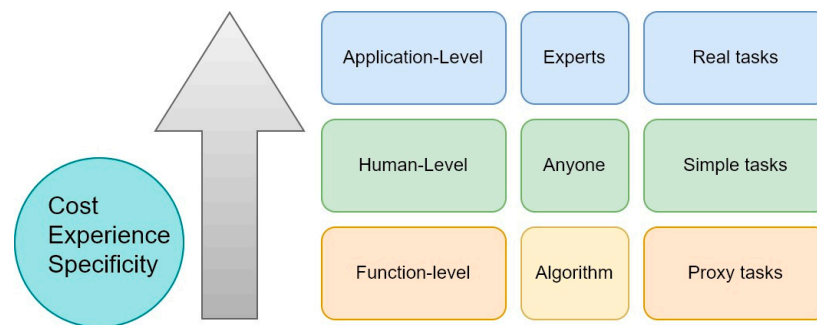 Application-Level
Experts
Real tasks
Human-Level
Anyone
Simple tasks
Cost
Experience
Specificity
Function-level
Algorithm
Proxy tasks